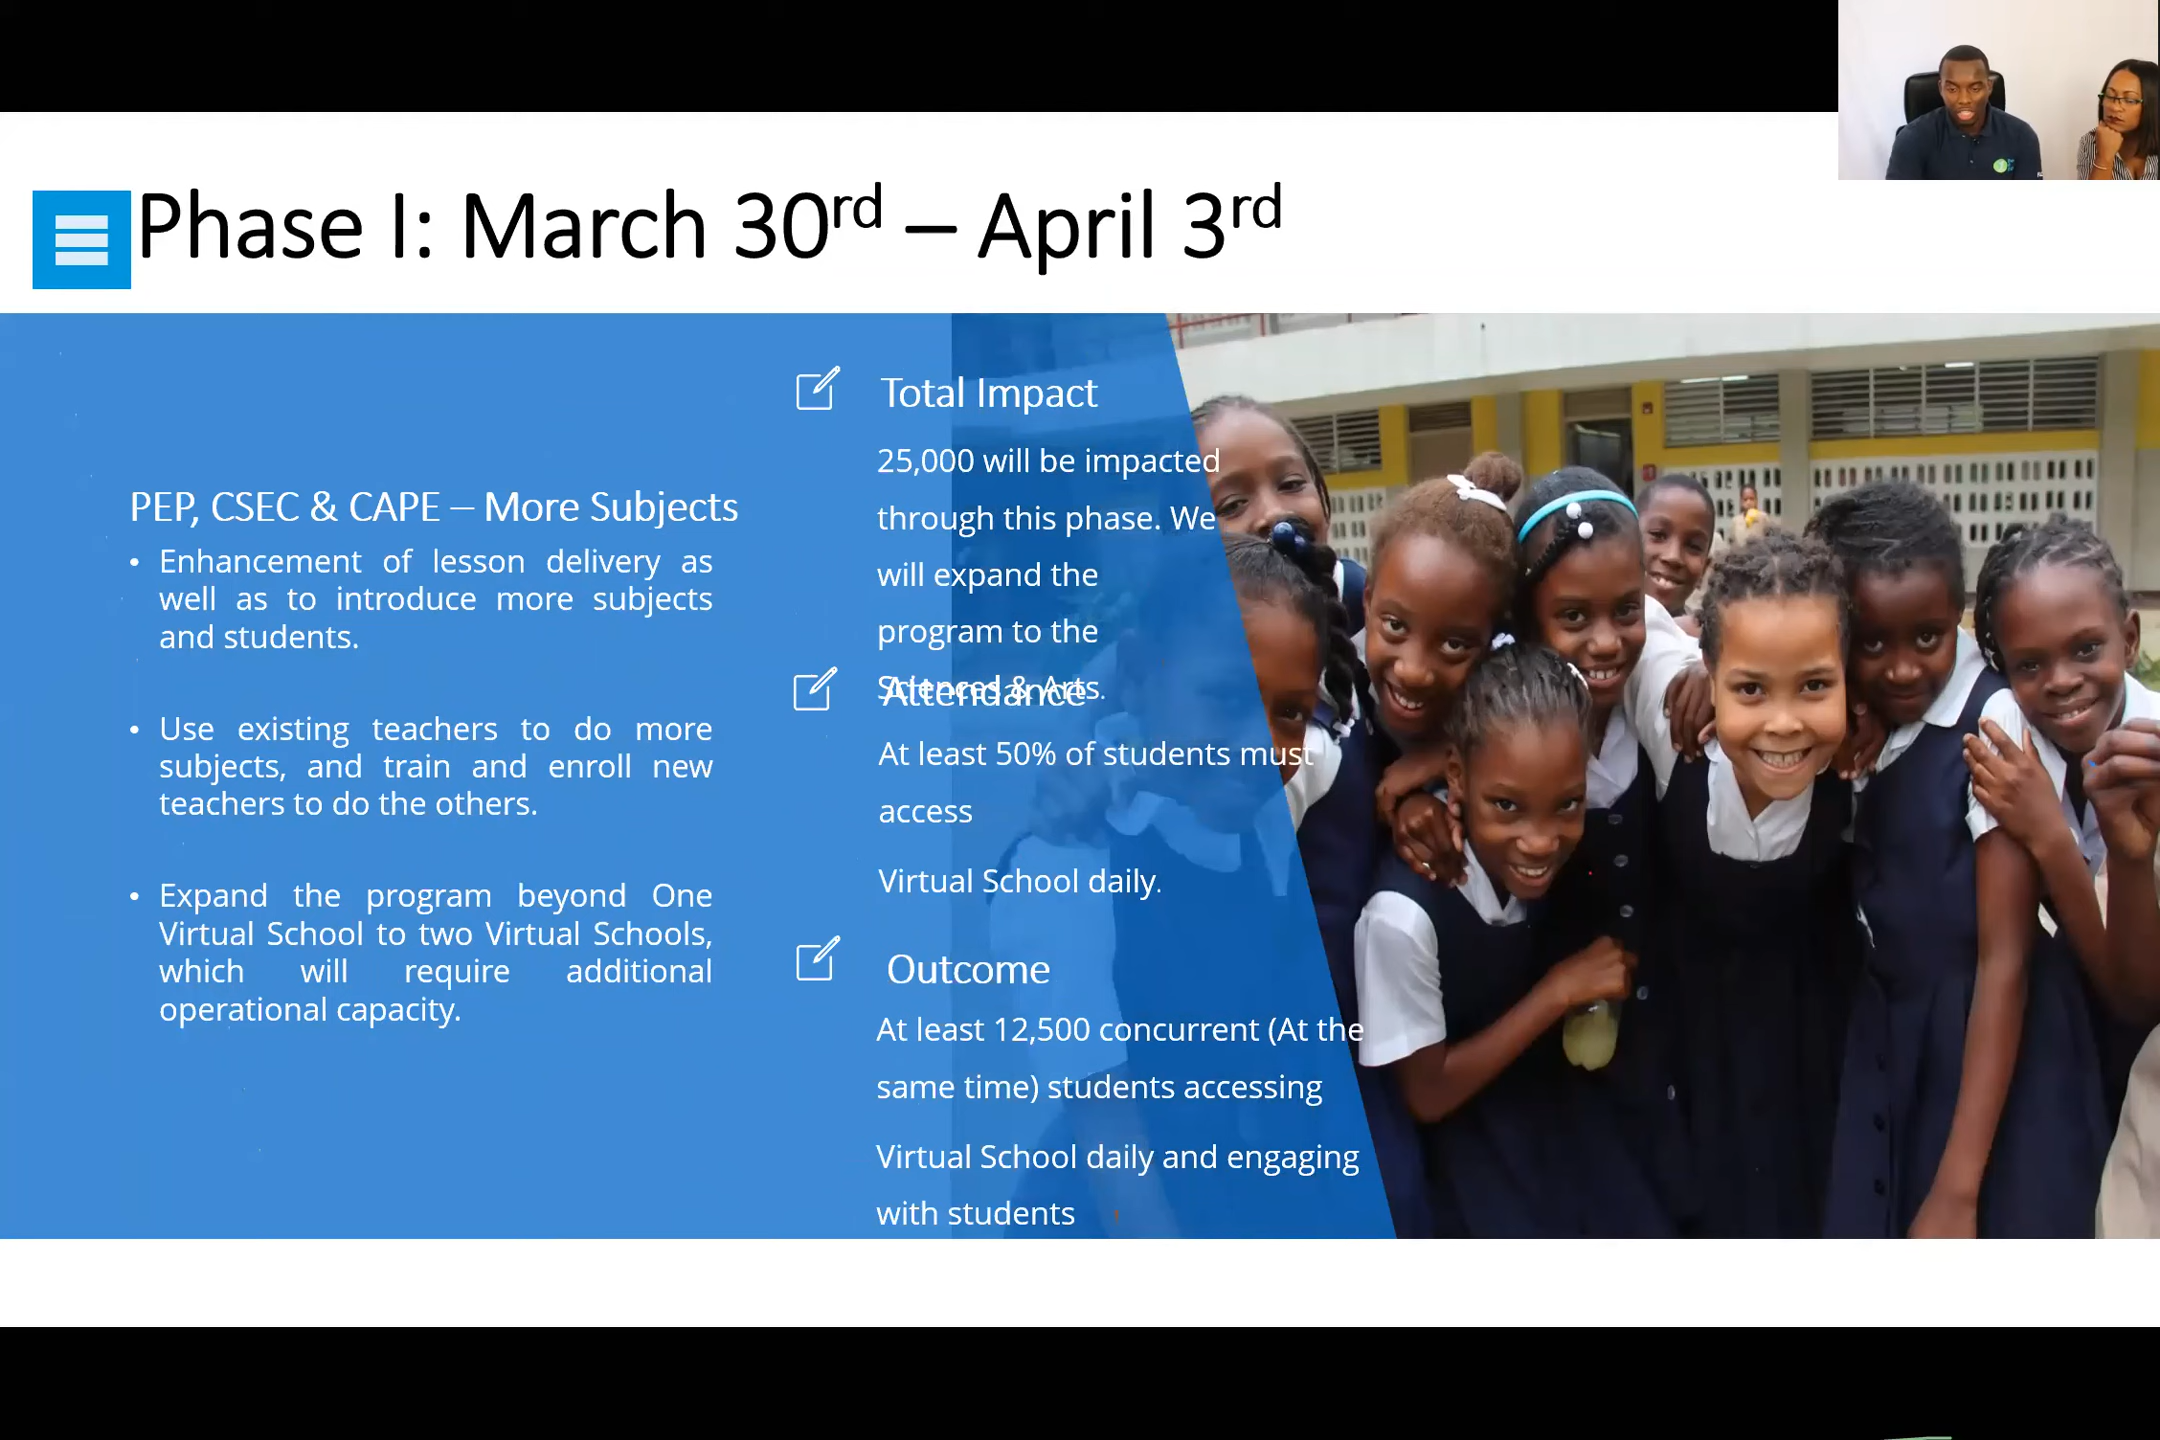 Phase I: March 30rd – April 3rd
PEP, CSEC & CAPE – More Subjects
• Enhancement of lesson delivery as
well as to introduce more subjects
and students.
• Use existing teachers to do more
subjects, and train and enroll new
teachers to do the others.
• Expand the program beyond One
Virtual School to two Virtual Schools,
which will require additional
operational capacity.
Total Impact
25,000 will be impacted
through this phase. We
will expand the
program to the
Sciences & Arts.
Attendance
At least 50% of students must
access
Virtual School daily.
Outcome
At least 12,500 concurrent (At the
same time) students accessing
Virtual School daily and engaging
with students